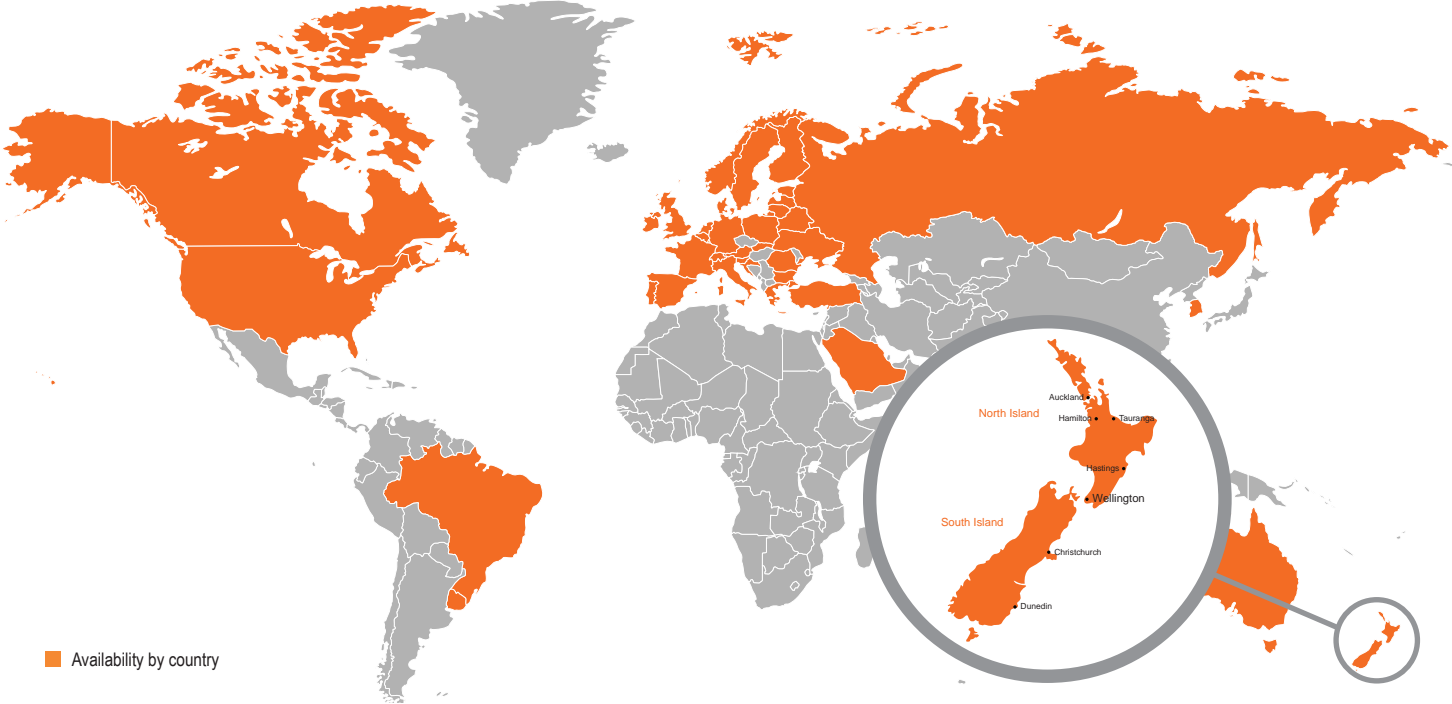 Auckland
North Island
Hamilton
Tauranga
Hastings
Wellington
South Island
Christchurch
Dunedin
Availability by country